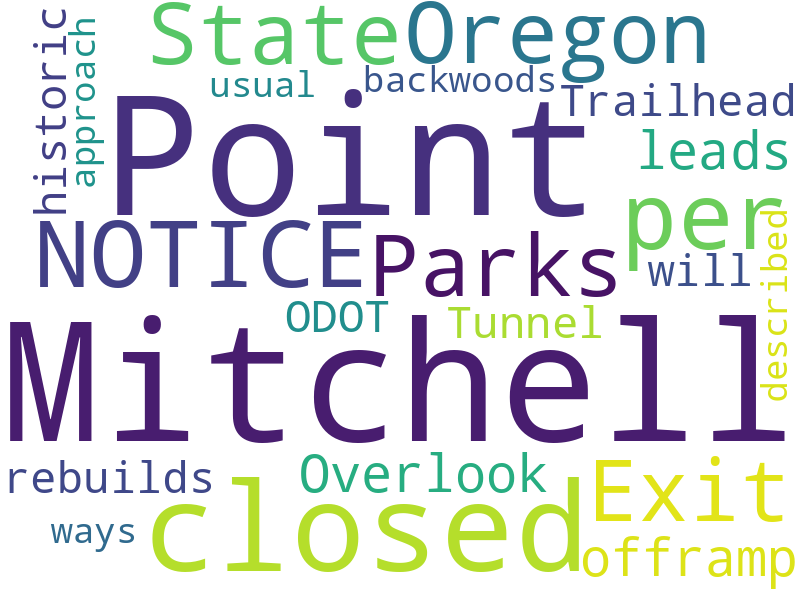 State Oregon
historic
approach
usual
backwoods
Trailhead
Point
leads
per
NOTICE
Parks
will
described
ODOT
Tunnel
Mitchell
rebuilds
Overlook
Exit
closed
ways
offramp